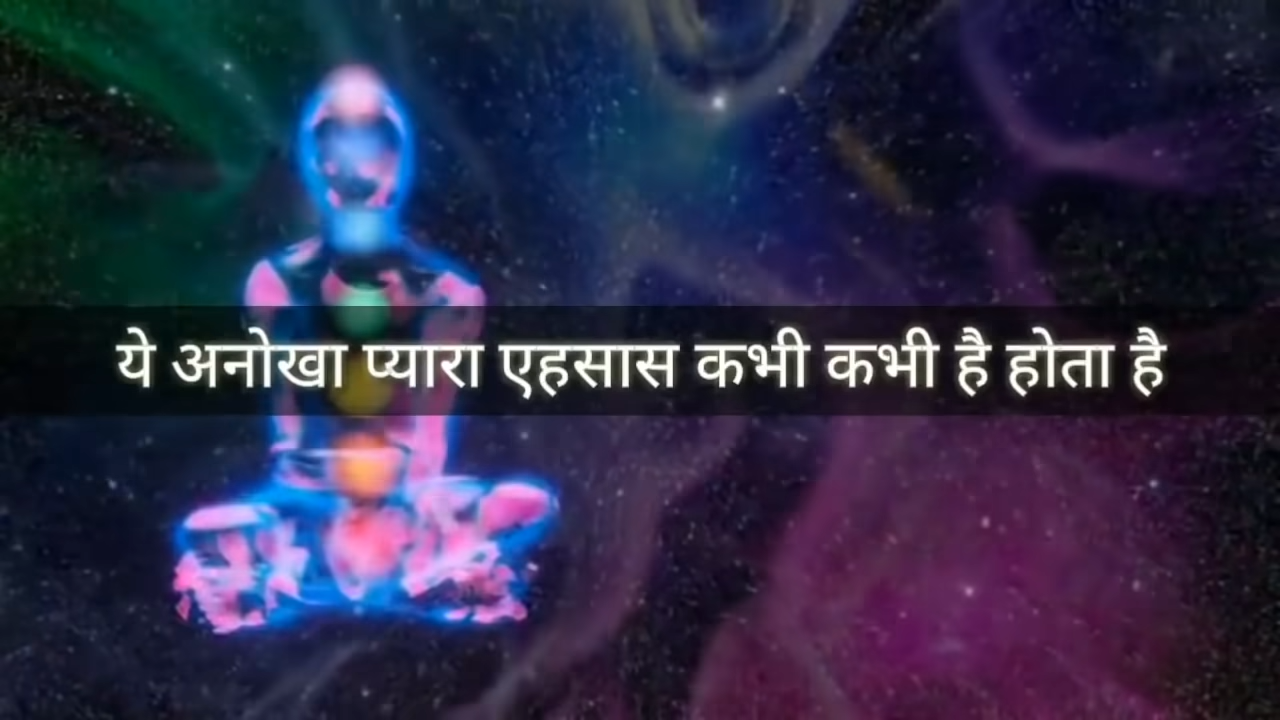 ये अनोखा प्यारा एहसास कभी कभी है होता है